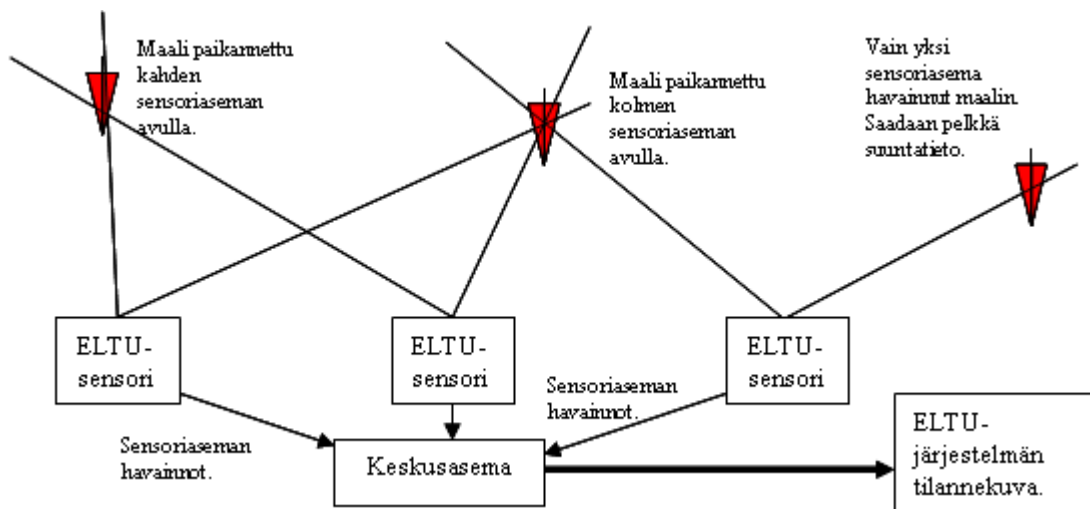 Maali paikannettu
kahden
sensoriaseman
avulla.
Maali paikannettu
kolmen
sensoriaseman
avulla.
Vain yksi
sensoriasema
havainnut maalin.
Saadaan pelkkä
suuntatieto.
ELTU-
sensori
ELTU-
sensori
ELTU-
sensori
Sensoriaseman
havainnot.
Sensoriaseman
havainnot.
Keskusasema
ELTU-
järjestelmän
tilannekuva.